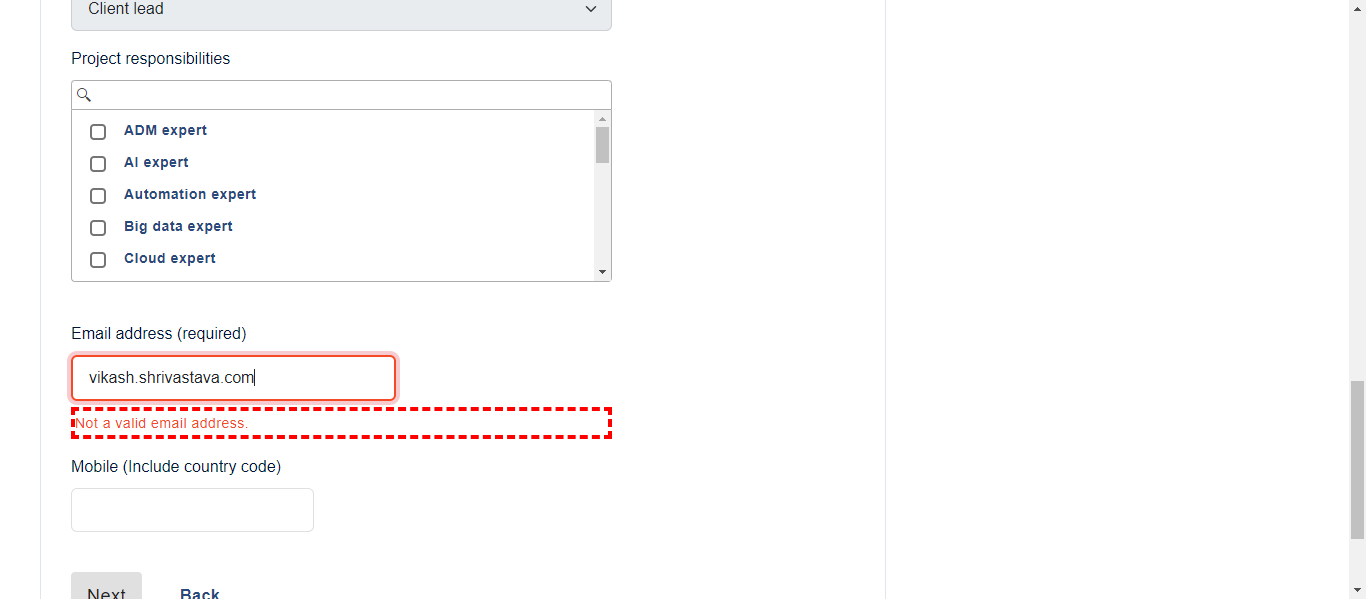 Client lead
Project responsibilities
ADM expert
AI expert
Automation expert
Big data expert
Cloud expert
Email address (required)
vikash.shrivastava.com
Not a valid email address.
Mobile (Include country code)
Next Back